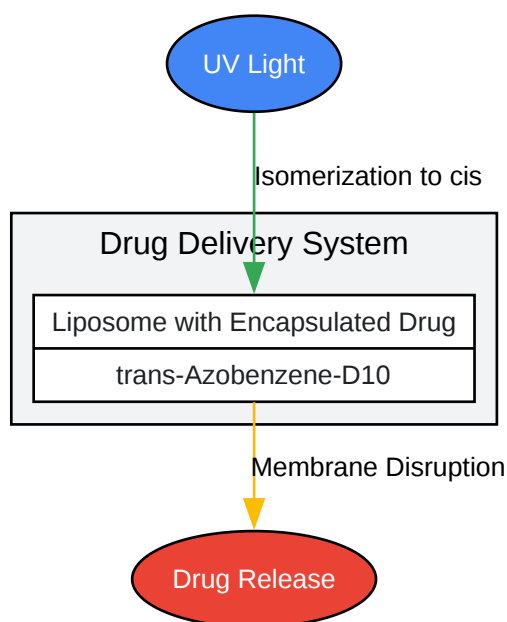 UV Light
Isomerization to cis
Drug Delivery System
Liposome with Encapsulated Drug
trans-Azobenzene-D10
Membrane Disruption
Drug Release